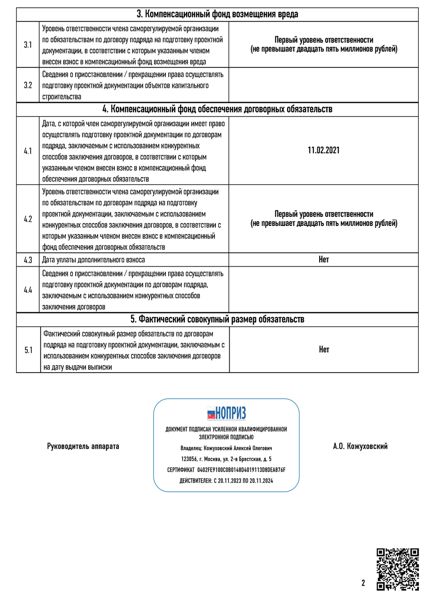 3. Компенсационный фонд возмещения вреда
3.1
Уровень ответственности члена саморегулируемой организации
по обязательствам по договору подряда на подготовку проектной
документации, в соответствии с которым указанным членом
внесен взнос в компенсационный фонд возмещения вреда
Первый уровень ответственности
(не превышает двадцать пять миллионов рублей)
3.2
Сведения о приостановлении / прекращении права осуществлять
подготовку проектной документации объектов капитального
строительства
4. Компенсационный фонд обеспечения договорных обязательств
4.1
Дата, с которой член саморегулируемой организации имеет право
осуществлять подготовку проектной документации по договорам
подряда, заключаемым с использованием конкурентных
способов заключения договоров, в соответствии с которым
указанным членом внесен взнос в компенсационный фонд
обеспечения договорных обязательств
11.02.2021
4.2
Уровень ответственности члена саморегулируемой организации
по обязательствам по договорам подряда на подготовку
проектной документации, заключаемым с использованием
конкурентных способов заключения договоров, в соответствии с
которым указанным членом внесен взнос в компенсационный
фонд обеспечения договорных обязательств
Первый уровень ответственности
(не превышает двадцать пять миллионов рублей)
4.3
Дата уплаты дополнительного взноса
Нет
4.4
Сведения о приостановлении / прекращении права осуществлять
подготовку проектной документации по договорам подряда,
заключаемым с использованием конкурентных способов
заключения договоров
5. Фактический совокупный размер обязательств
5.1
Фактический совокупный размер обязательств по договорам
подряда на подготовку проектной документации, заключаемым с
использованием конкурентных способов заключения договоров
на дату выдачи выписки
Нет
Руководитель аппарата
НОПРИЗ
ДОКУМЕНТ ПОДПИСАН УСИЛЕННОЙ КВАЛИФИЦИРОВАННОЙ
ЭЛЕКТРОННОЙ ПОДПИСЬЮ
Владелец: Кожуховский Алексей Олегович
123056, г. Москва, ул. 2-я Брестская, д. 5
СЕРТИФИКАТ 0402FE9100C0B0148D4019113DBDEA876F
ДЕЙСТВИТЕЛЕН: С 20.11.2023 ПО 20.11.2024
А.О. Кожуховский
2